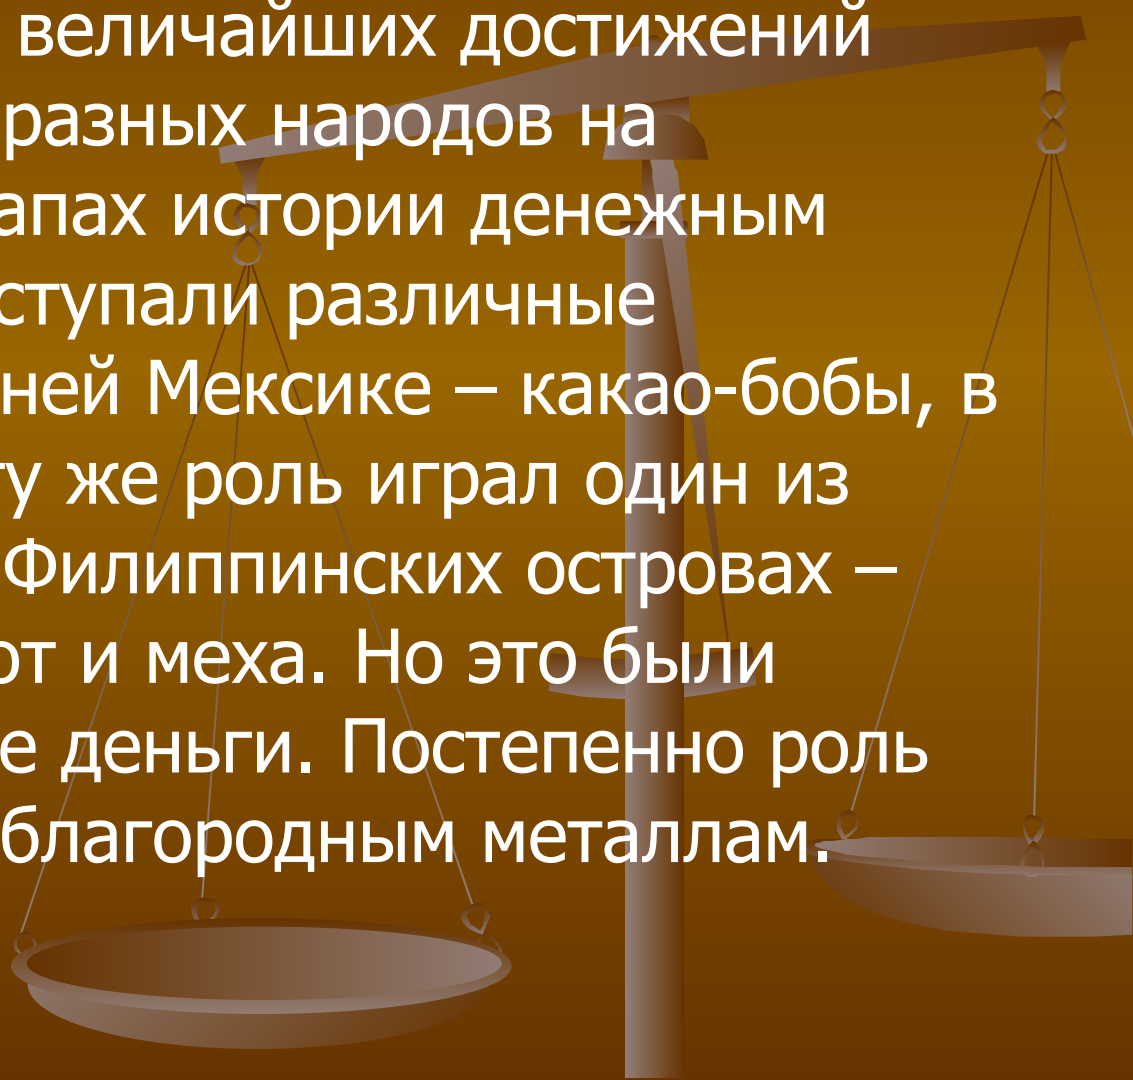 величайших достижений
разных народов на
апах истории денежным
ступали различные
ней Мексике – какао-бобы, в
ту же роль играл один из
Филиппинских островах –
от и меха. Но это были
е деньги. Постепенно роль
благородным металлам.